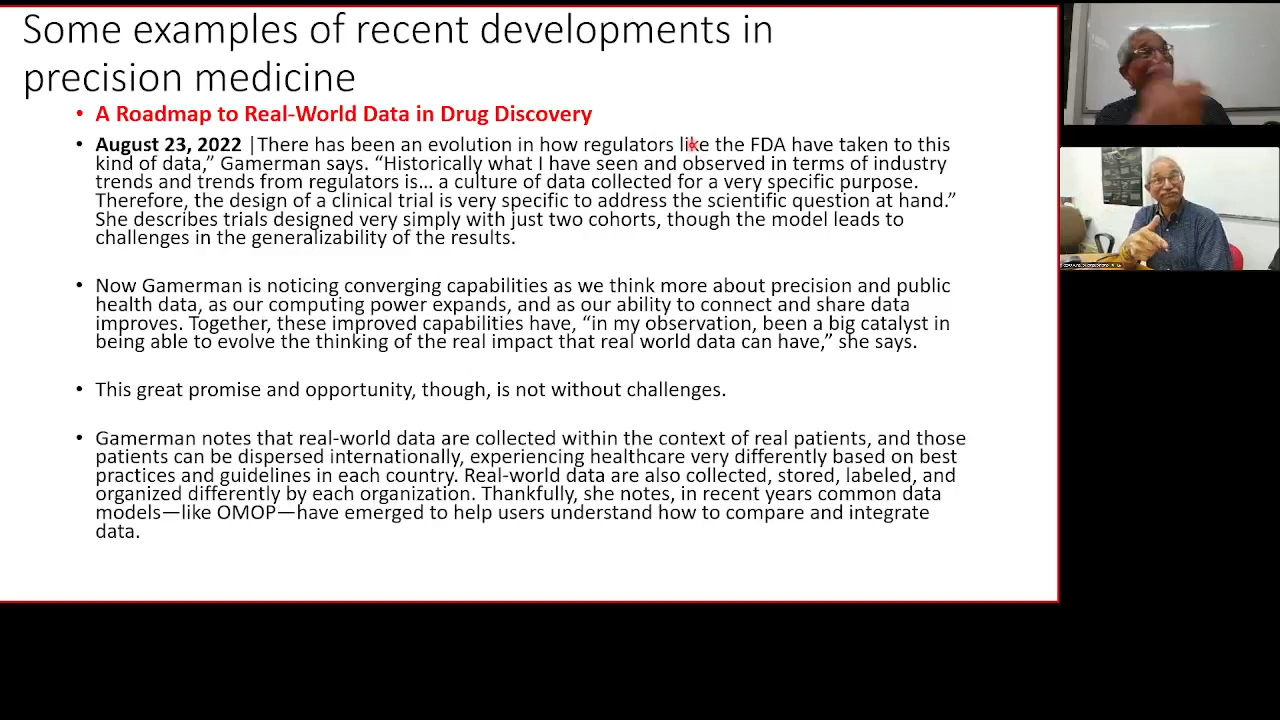 Some examples of recent developments in
precision medicine
• A Roadmap to Real-World Data in Drug Discovery
• August 23, 2022 |There has been an evolution in how regulators like the FDA have taken to this
kind of data,” Gamerman says. “Historically what I have seen and observed in terms of industry
trends and trends from regulators is… a culture of data collected for a very specific purpose.
Therefore, the design of a clinical trial is very specific to address the scientific question at hand.”
She describes trials designed very simply with just two cohorts, though the model leads to
challenges in the generalizability of the results.
• Now Gamerman is noticing converging capabilities as we think more about precision and public
health data, as our computing power expands, and as our ability to connect and share data
improves. Together, these improved capabilities have, “in my observation, been a big catalyst in
being able to evolve the thinking of the real impact that real world data can have,” she says.
• This great promise and opportunity, though, is not without challenges.
• Gamerman notes that real-world data are collected within the context of real patients, and those
patients can be dispersed internationally, experiencing healthcare very differently based on best
practices and guidelines in each country. Real-world data are also collected, stored, labeled, and
organized differently by each organization. Thankfully, she notes, in recent years common data
models—like OMOP—have emerged to help users understand how to compare and integrate
data.